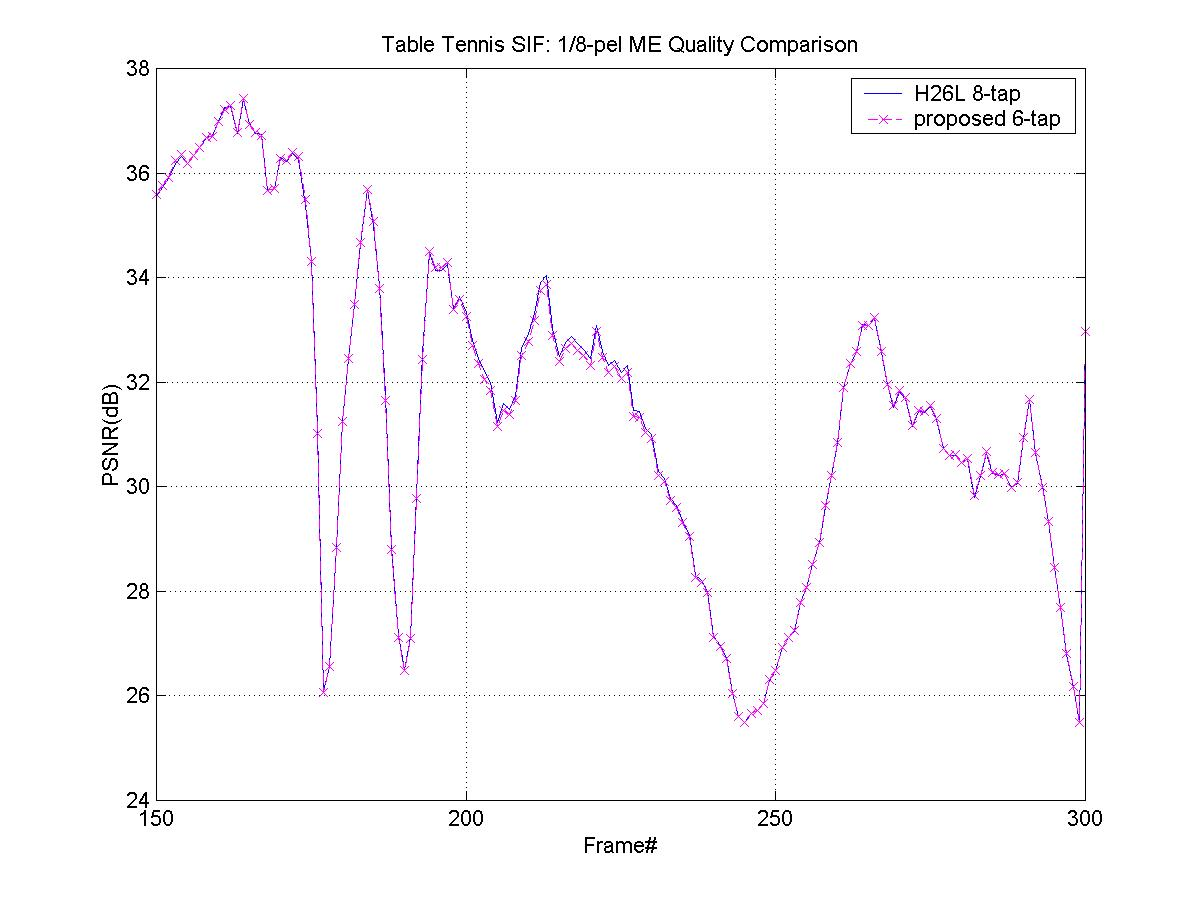 Table Tennis SIF: 1/8-pel ME Quality Comparison
38
36
34
32
30
28
26
24
PSNR(dB)
H26L 8-tap
proposed 6-tap
150
200
250
300
Frame#